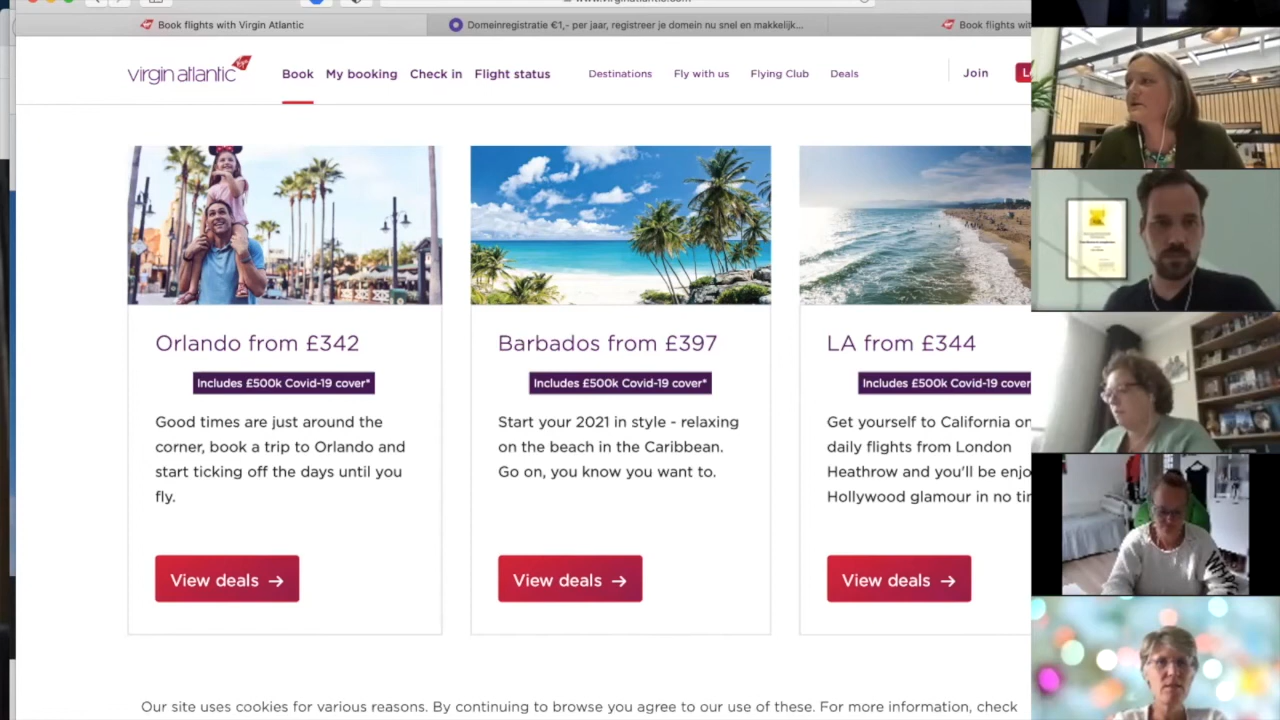 Book flights with Virgin Atlantic
Domeinregistratie €1,- per jaar, registreer je domein nu snel en makkelijk...
Book flights wit
virgin atlantic
Book
My booking
Check in
Flight status
Destinations
Fly with us
Flying Club
Deals
Join
Orlando from £342
Includes £500k Covid-19 cover*
Good times are just around the
corner, book a trip to Orlando and
start ticking off the days until you
fly.
View deals →
Barbados from £397
Includes £500k Covid-19 cover*
Start your 2021 in style - relaxing
on the beach in the Caribbean.
Go on, you know you want to.
View deals →
LA from £344
Includes £500k Covid-19 cover
Get yourself to California on
daily flights from London
Heathrow and you'll be enjo
Hollywood glamour in no tim
View deals →
Our site uses cookies for various reasons. By continuing to browse you agree to our use of these. For more information, check